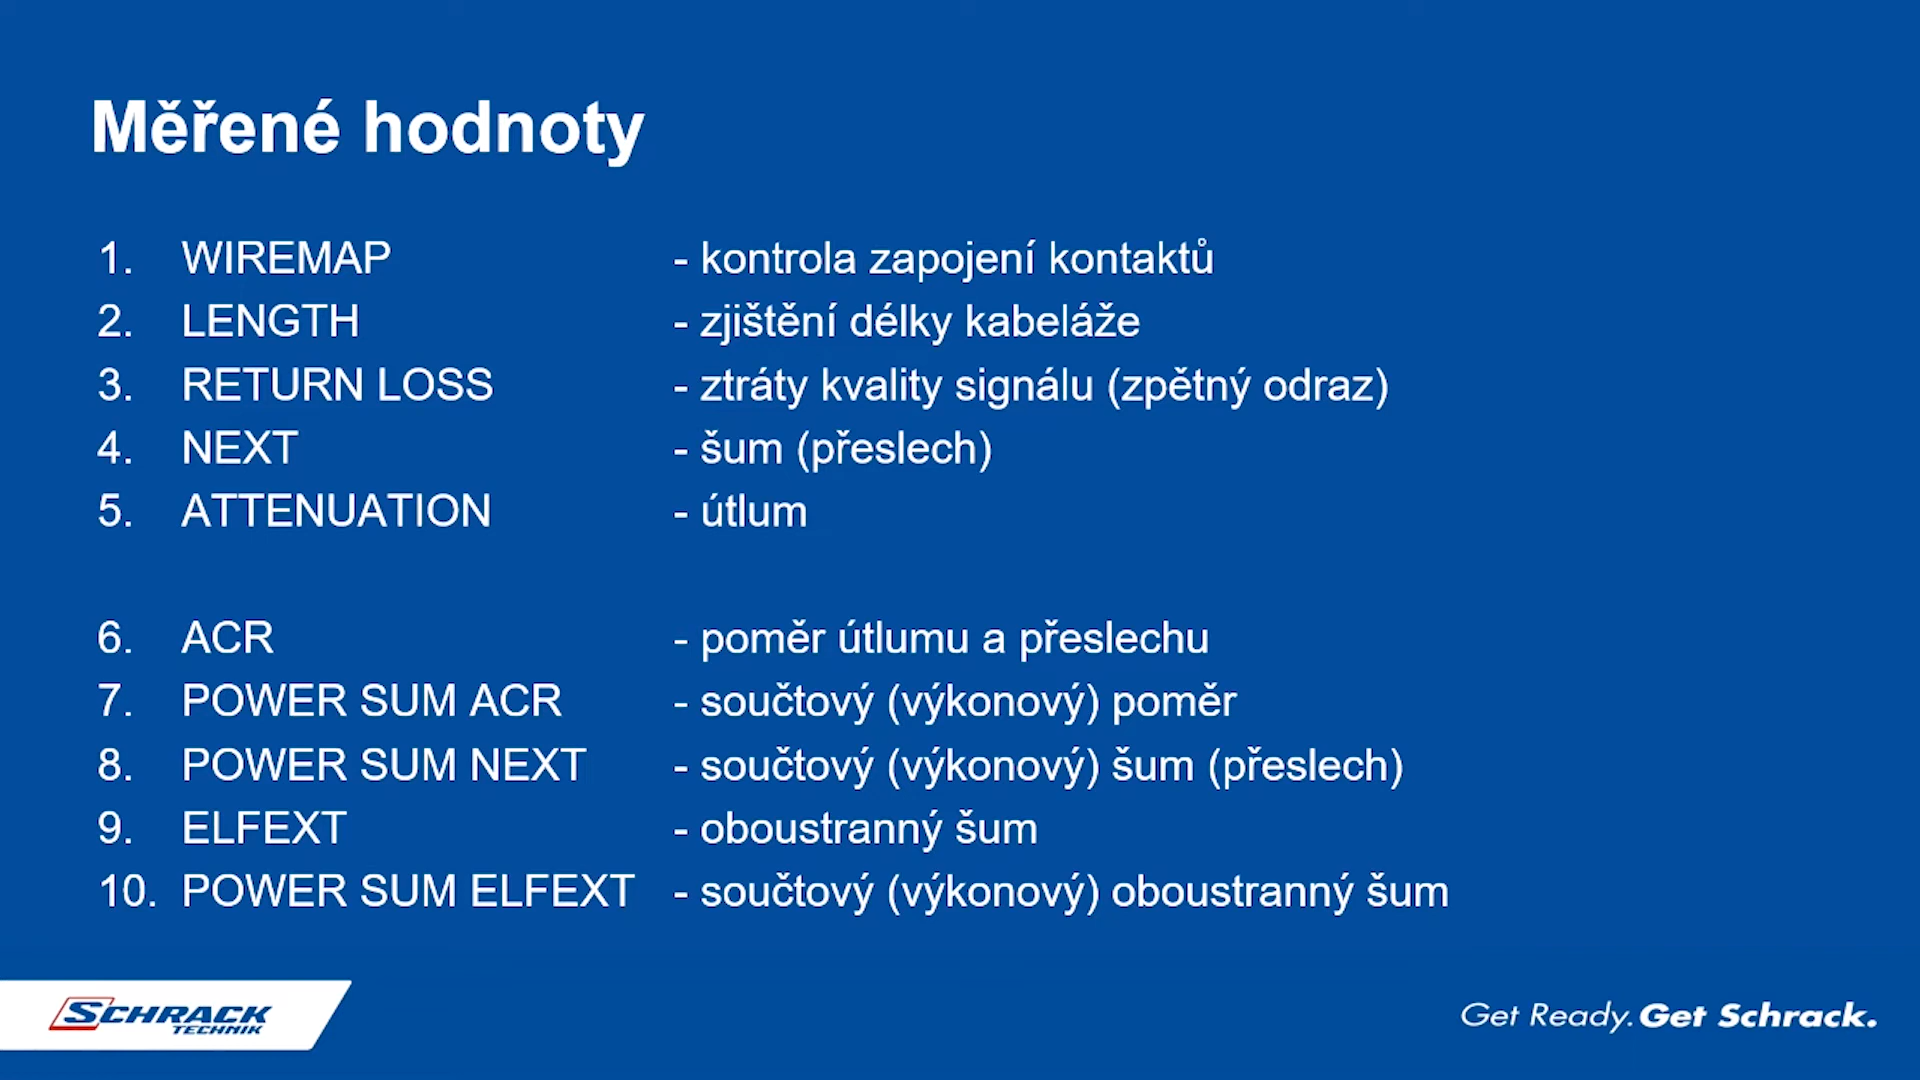 Měřené hodnoty
1. WIREMAP - kontrola zapojení kontaktů
2. LENGTH - zjištění délky kabeláže
3. RETURN LOSS - ztráty kvality signálu (zpětný odraz)
4. NEXT - šum (přeslech)
5. ATTENUATION - útlum
6. ACR - poměr útlumu a přeslechu
7. POWER SUM ACR - součtový (výkonový) poměr
8. POWER SUM NEXT - součtový (výkonový) šum (přeslech)
9. ELFEXT - oboustranný šum
10. POWER SUM ELFEXT - součtový (výkonový) oboustranný šum
SCHRACK
TECHNIK
Get Ready. Get Schrack.